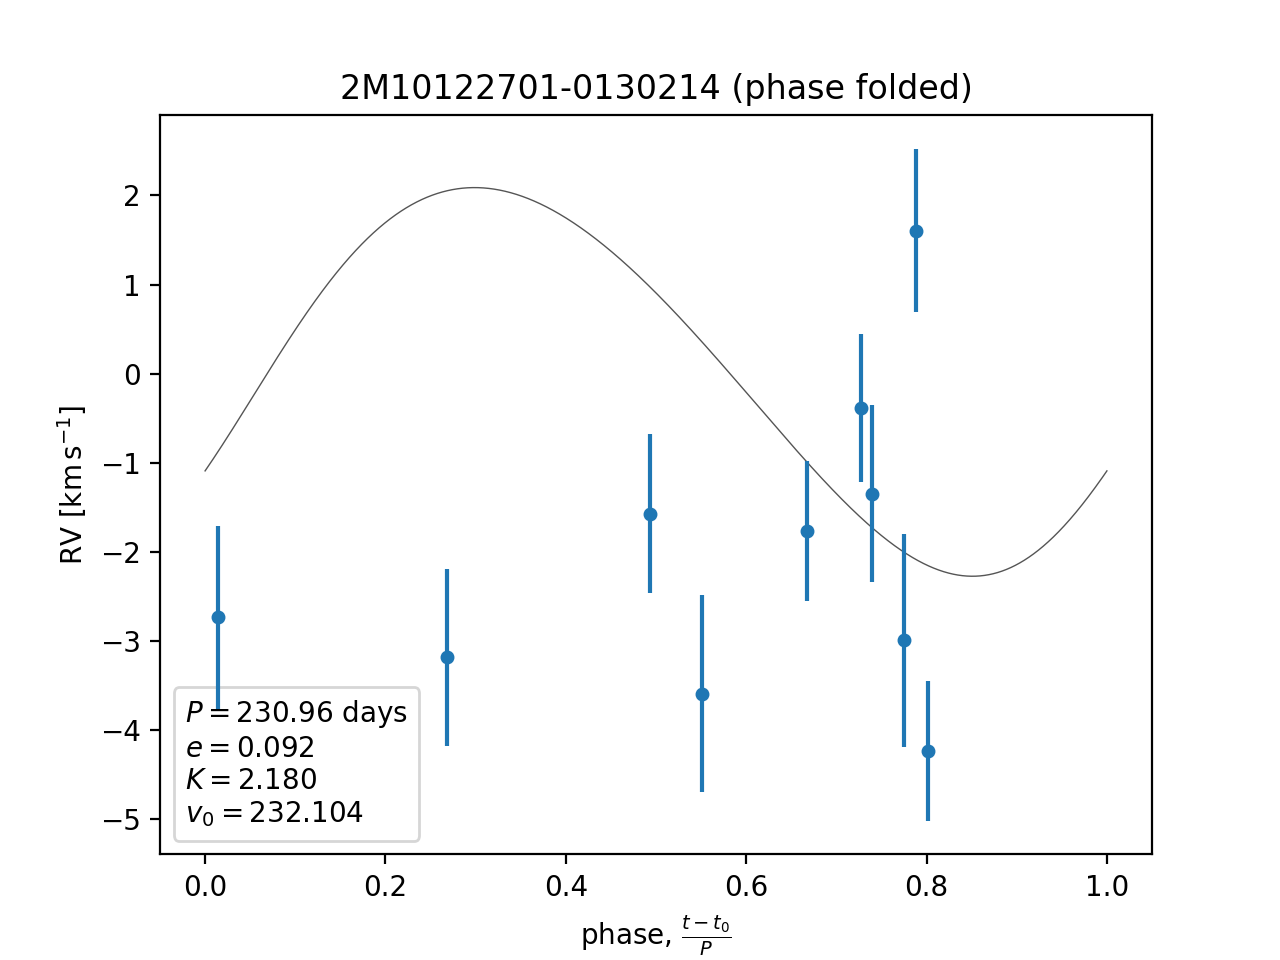 2M10122701-0130214 (phase folded)
RV [km s⁻¹]
2
1
0
−1
−2
−3
−4
−5
P = 230.96 days
e = 0.092
K = 2.180
v₀ = 232.104
0.0 0.2 0.4 0.6 0.8 1.0
phase, (t − t₀)/P